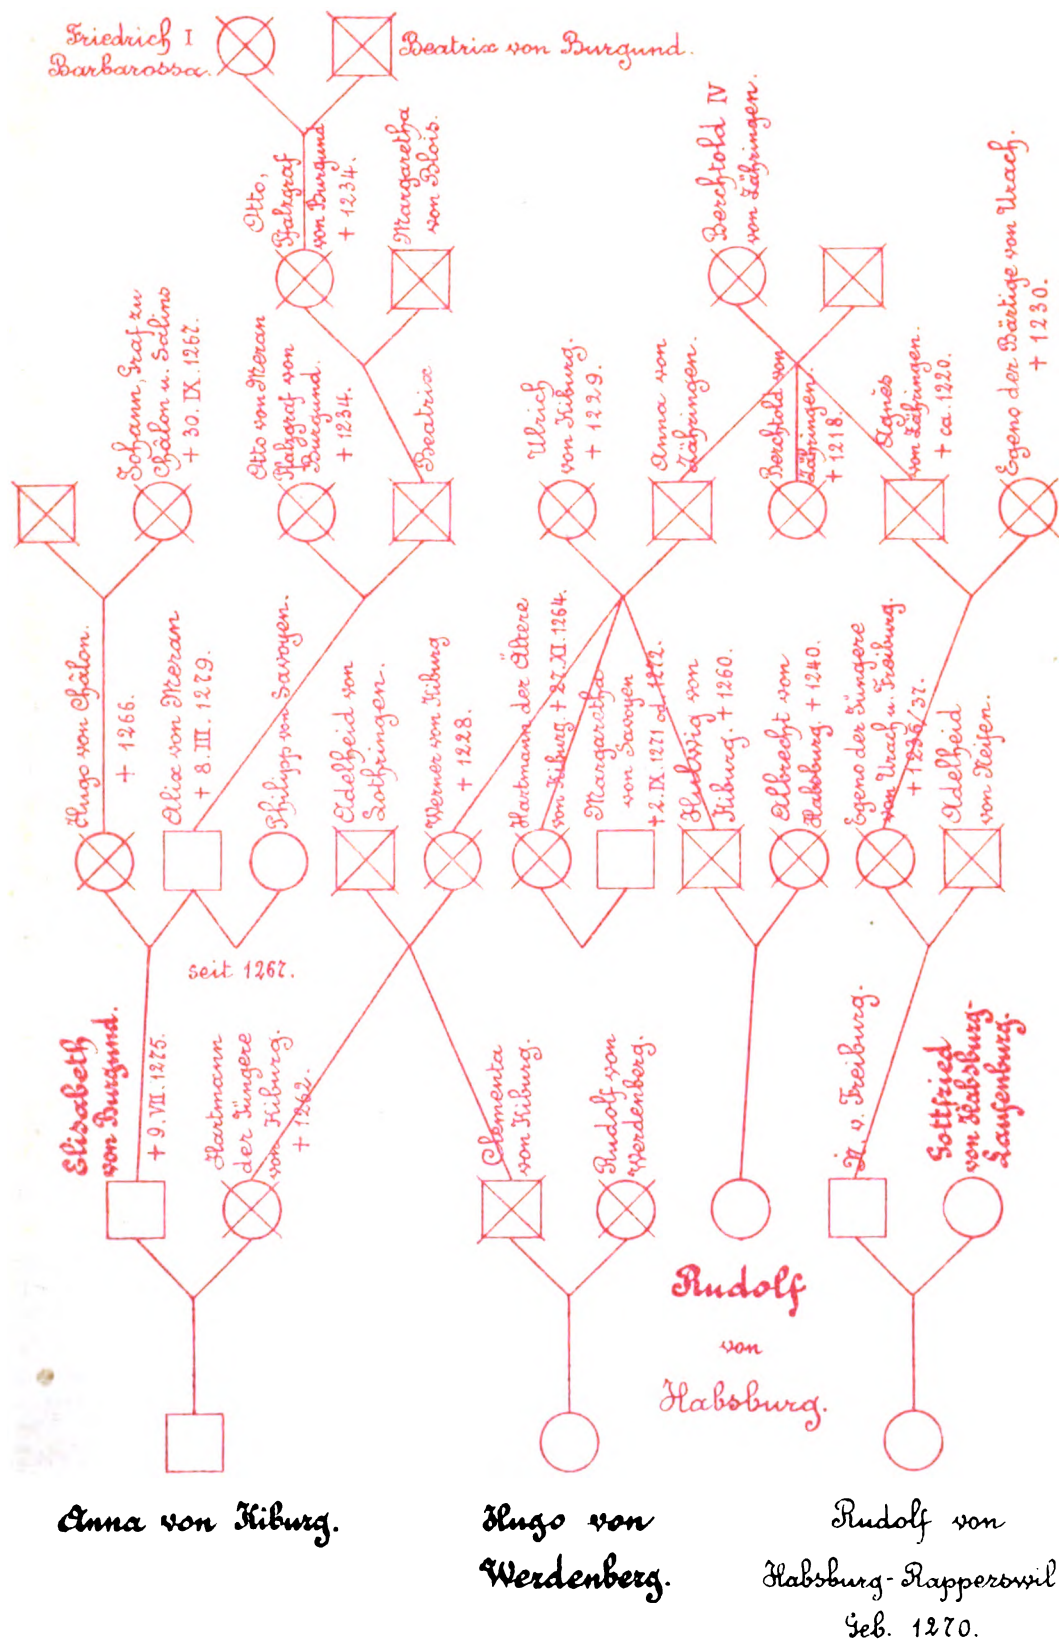 Friedrich I
Barbarossa.
Beatrix von Burgund.
Otto,
Pfalzgraf
von Burgund
+ 1234.
Margaretha
von Blois.
Berchtold IV
von Zähringen.
Johann, Graf zu
Châlon u. Salins
+ 30. IX. 1267.
Otto von Meran
Pfalzgraf von
Burgund.
+ 1234.
Beatrix
Ulrich
von Kiburg.
+ 1229.
Anna von
Zähringen.
Berchtold von
Zähringen.
+ 1218.
Agnes
von Zähringen.
+ ca. 1220.
Egeno der Bärtige von Urach.
+ 1230.
Hugo von Châlon.
+ 1266.
Alix von Meran
+ 8. III. 1279.
Philipp von Savoyen.
Adelheid von
Lothringen.
Werner von Kiburg
+ 1228.
Hartmann der Ältere
von Kiburg. + 27. XI. 1264.
Margaretha
von Savoyen
+ 2. IX. 1271 od. 1272.
Hedwig von
Kiburg. + 1260.
Albrecht von
Habsburg. + 1240.
Egeno der Jüngere
von Urach u. Freiburg.
+ 1236/37.
Adelheid
von Neifen.
seit 1267.
Elisabeth
von Burgund.
+ 9. VII. 1275.
Hartmann
der Jüngere
von Kiburg.
+ 1262.
Clementa
von Kiburg.
Rudolf von
Werdenberg.
N. v. Freiburg.
Gottfried
von Habsburg-
Laufenburg.
Rudolf
von
Habsburg.
Anna von Kiburg.
Hugo von
Werdenberg.
Rudolf von
Habsburg-Rapperswil
Geb. 1270.